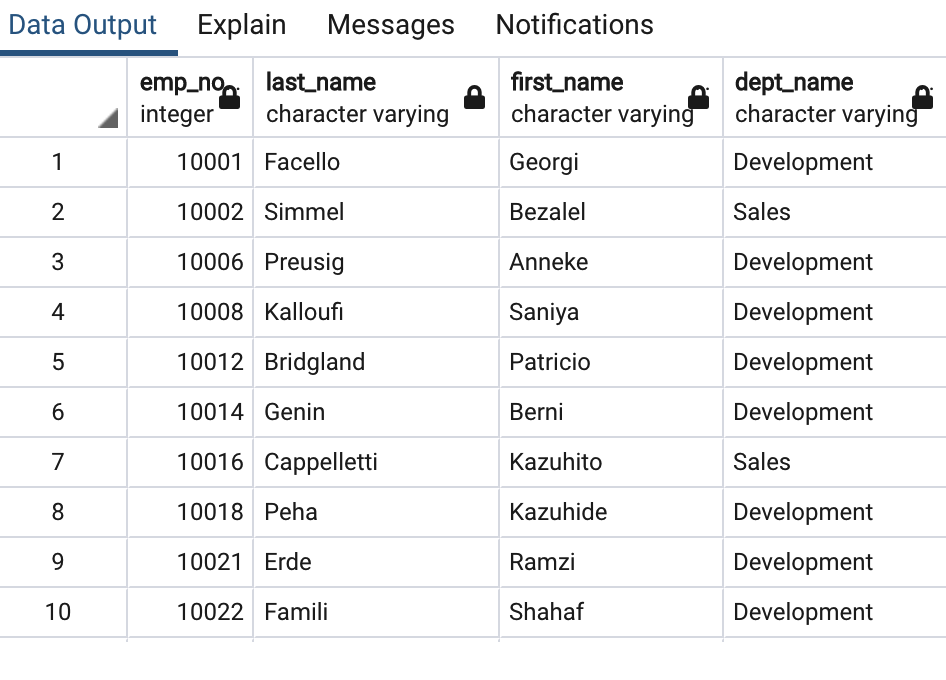 Data Output Explain Messages Notifications
emp_no last_name first_name dept_name
integer character varying character varying character varying
1 10001 Facello Georgi Development
2 10002 Simmel Bezalel Sales
3 10006 Preusig Anneke Development
4 10008 Kalloufi Saniya Development
5 10012 Bridgland Patricio Development
6 10014 Genin Berni Development
7 10016 Cappelletti Kazuhito Sales
8 10018 Peha Kazuhide Development
9 10021 Erde Ramzi Development
10 10022 Famili Shahaf Development